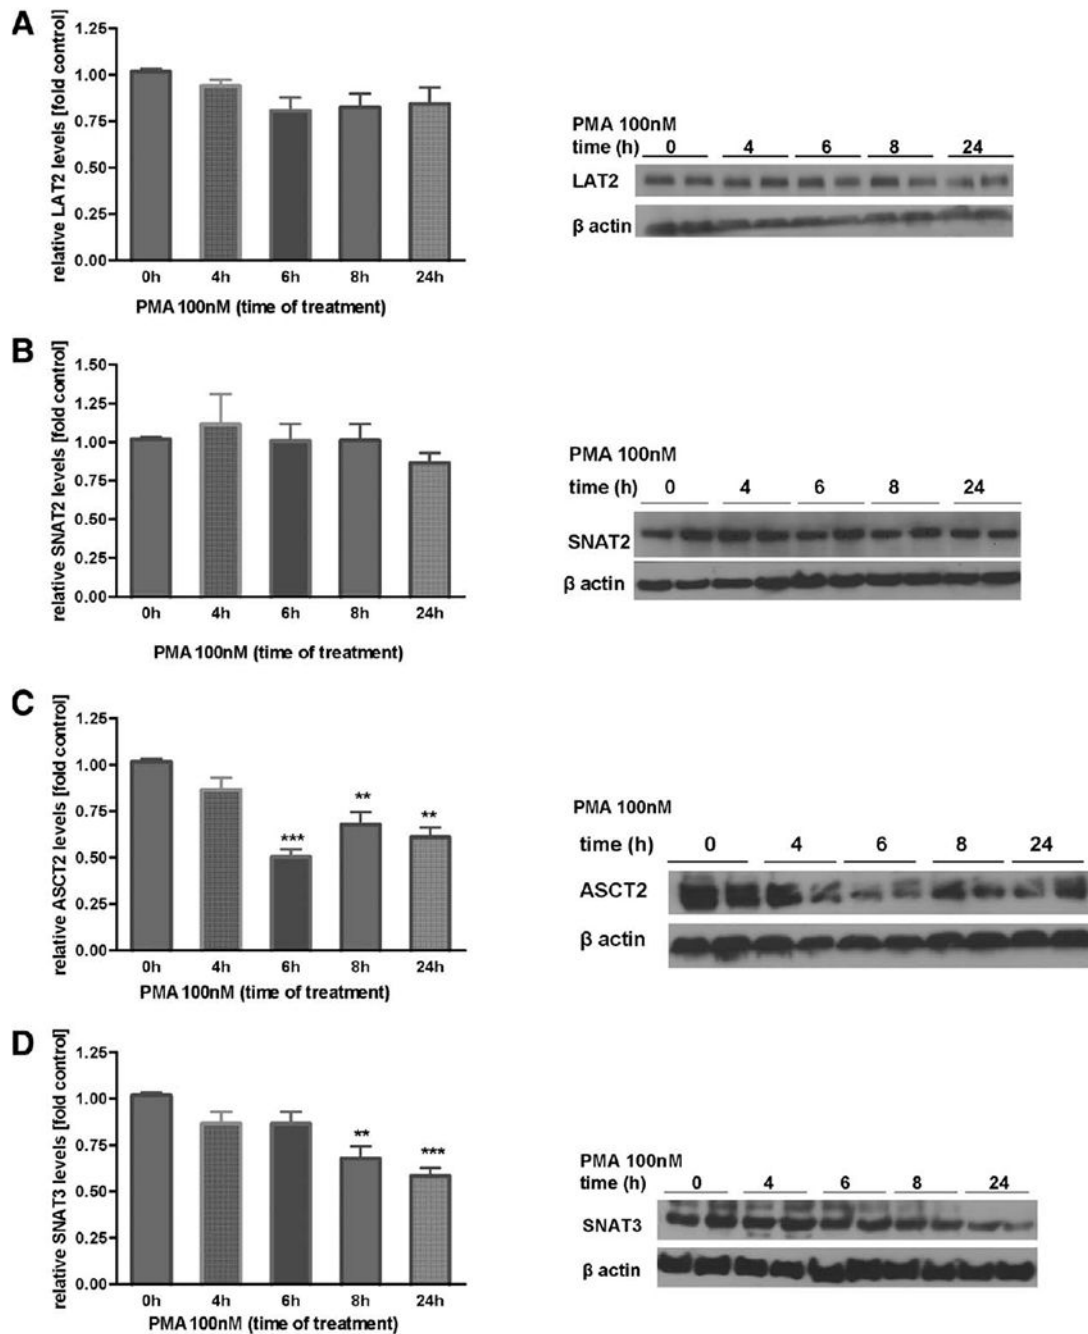 A
relative LAT2 levels [fold control]
1.25
1.00
0.75
0.50
0.25
0.00
0h 4h 6h 8h 24h
PMA 100nM (time of treatment)
PMA 100nM
time (h) 0 4 6 8 24
LAT2
β actin
B
relative SNAT2 levels [fold control]
1.50
1.25
1.00
0.75
0.50
0.25
0.00
0h 4h 6h 8h 24h
PMA 100nM (time of treatment)
PMA 100nM
time (h) 0 4 6 8 24
SNAT2
β actin
C
relative ASCT2 levels [fold control]
1.25
1.00
0.75
0.50
0.25
0.00
***
**
**
0h 4h 6h 8h 24h
PMA 100nM (time of treatment)
PMA 100nM
time (h) 0 4 6 8 24
ASCT2
β actin
D
relative SNAT3 levels [fold control]
1.25
1.00
0.75
0.50
0.25
0.00
**
***
0h 4h 6h 8h 24h
PMA 100nM (time of treatment)
PMA 100nM
time (h) 0 4 6 8 24
SNAT3
β actin